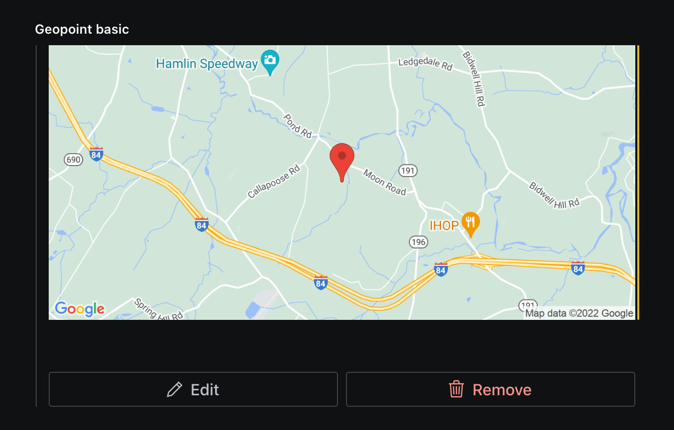 Geopoint basic
Hamlin Speedway
Ledgedale Rd
Bidwell Hill Rd
Pond Rd
84
690
Callapoose Rd
Moon Road
191
Bidwell Hill Rd
84
IHOP
196
84
84
84
Spring Hill Rd
191
Google
Map data ©2022 Google
Edit
Remove